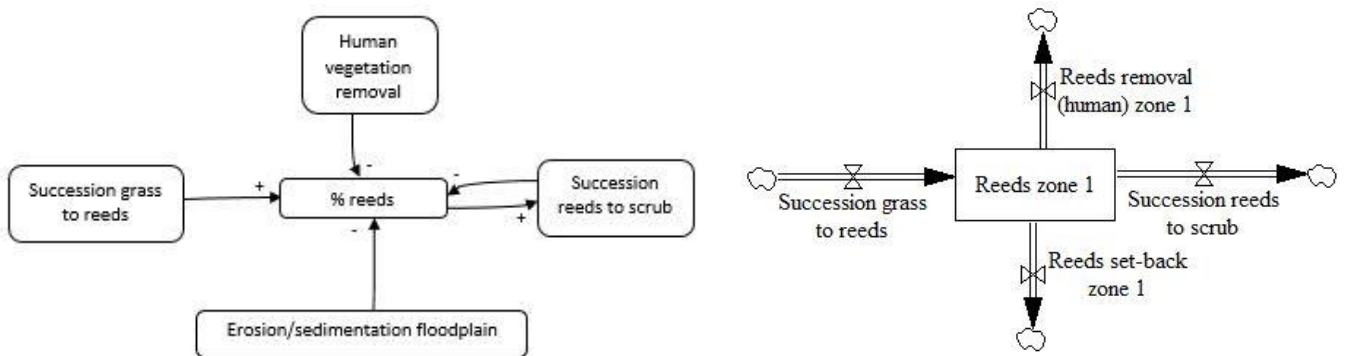 Human
vegetation
removal
-
Succession grass
to reeds
+
% reeds
-
+
Succession
reeds to scrub
-
Erosion/sedimentation floodplain
Reeds removal
(human) zone 1
Reeds zone 1
Succession grass
to reeds
Succession reeds
to scrub
Reeds set-back
zone 1